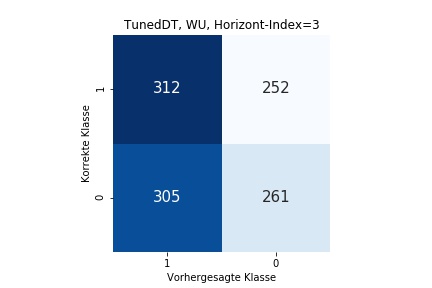 TunedDT, WU, Horizont-Index=3
Korrekte Klasse
1
312
252
0
305
261
1
0
Vorhergesagte Klasse